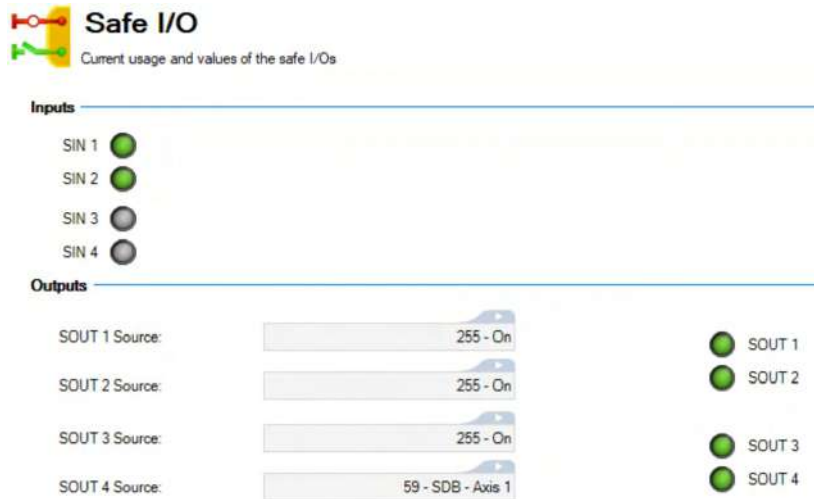 Safe I/O
Current usage and values of the safe I/Os
Inputs
SIN 1
SIN 2
SIN 3
SIN 4
Outputs
SOUT 1 Source: 255 - On SOUT 1
SOUT 2 Source: 255 - On SOUT 2
SOUT 3 Source: 255 - On SOUT 3
SOUT 4 Source: 59 - SDB - Axis 1 SOUT 4